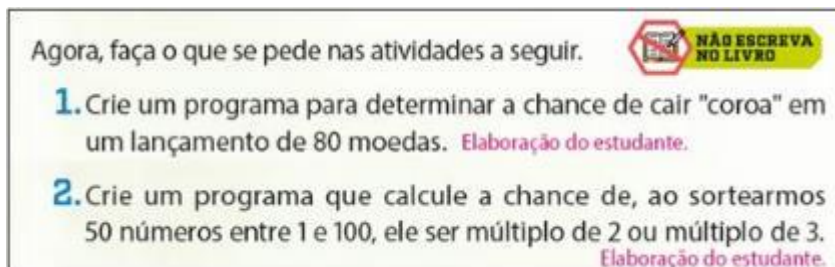 Agora, faça o que se pede nas atividades a seguir.
NÃO ESCREVA
NO LIVRO
1. Crie um programa para determinar a chance de cair "coroa" em
um lançamento de 80 moedas. Elaboração do estudante.
2. Crie um programa que calcule a chance de, ao sortearmos
50 números entre 1 e 100, ele ser múltiplo de 2 ou múltiplo de 3.
Elaboração do estudante.